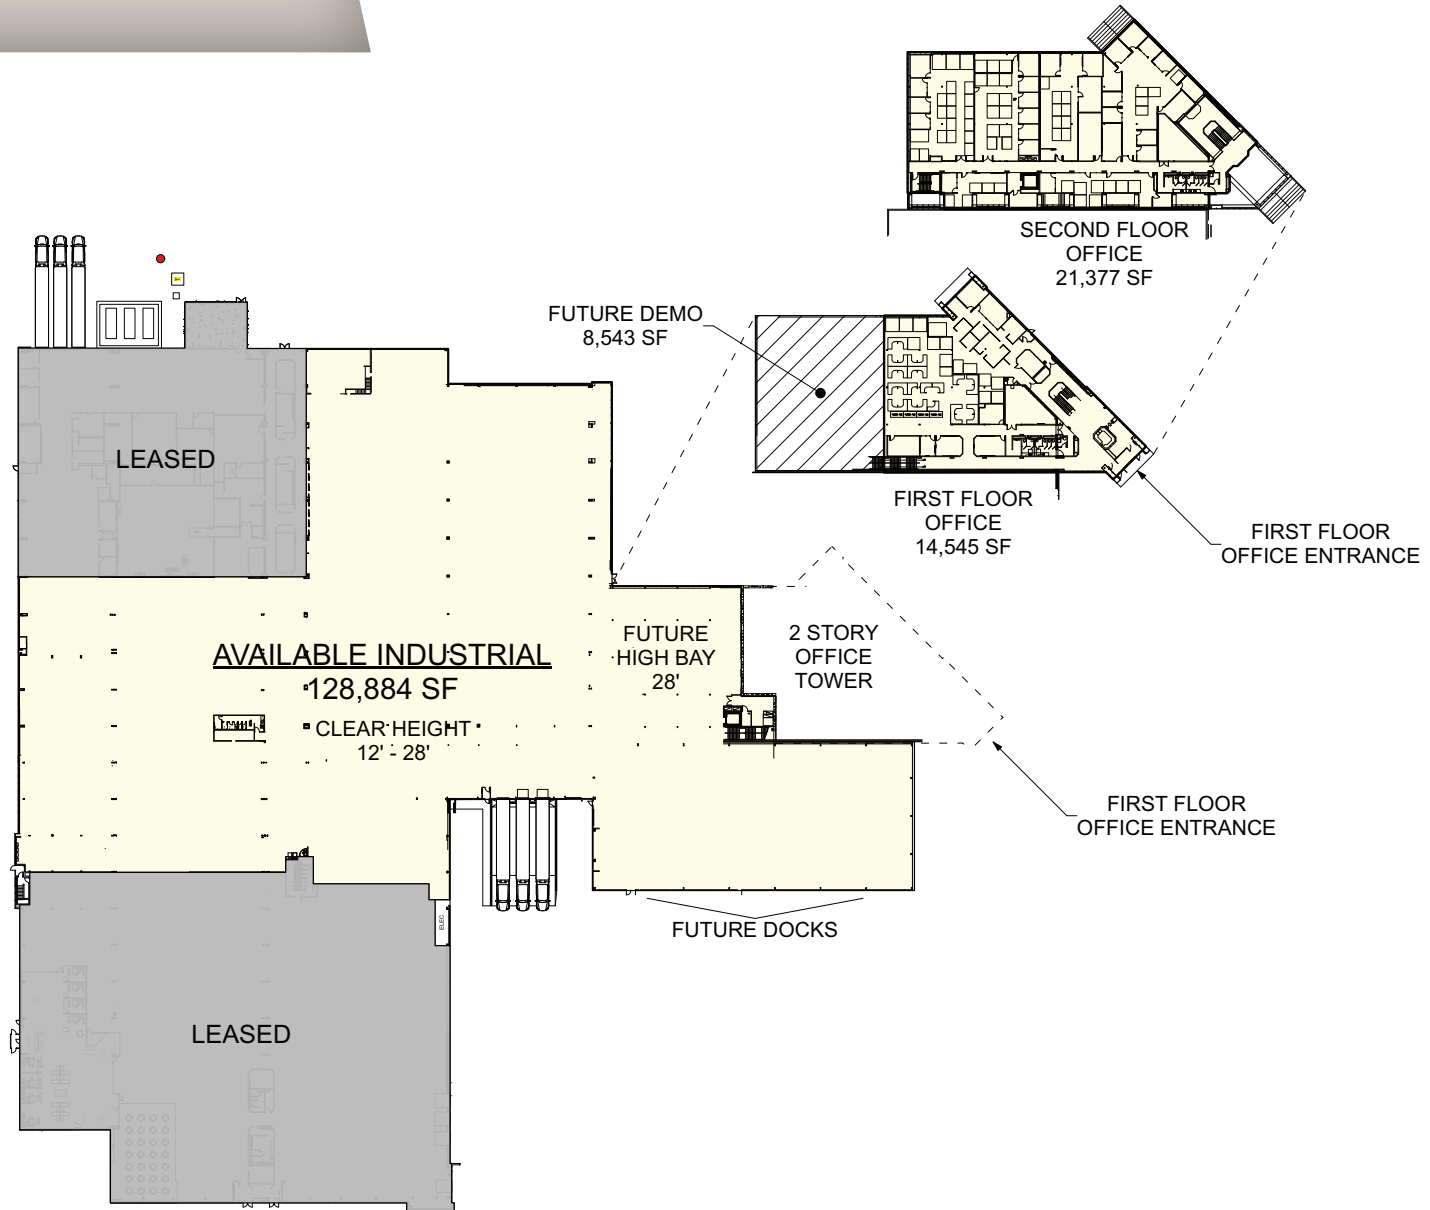 SECOND FLOOR
OFFICE
21,377 SF
FUTURE DEMO
8,543 SF
FIRST FLOOR
OFFICE
14,545 SF
FIRST FLOOR
OFFICE ENTRANCE
LEASED
AVAILABLE INDUSTRIAL
128,884 SF
CLEAR HEIGHT
12' - 28'
FUTURE
HIGH BAY
28'
2 STORY
OFFICE
TOWER
FIRST FLOOR
OFFICE ENTRANCE
ELEC
FUTURE DOCKS
LEASED